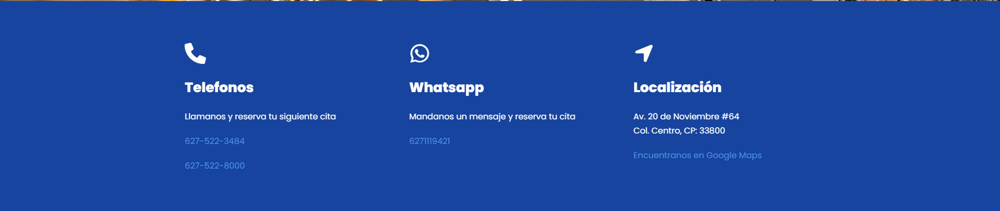 Telefonos
Llamanos y reserva tu siguiente cita
627-522-3484
627-522-8000
Whatsapp
Mandanos un mensaje y reserva tu cita
6271119421
Localización
Av. 20 de Noviembre #64
Col. Centro, CP: 33800
Encuentranos en Google Maps